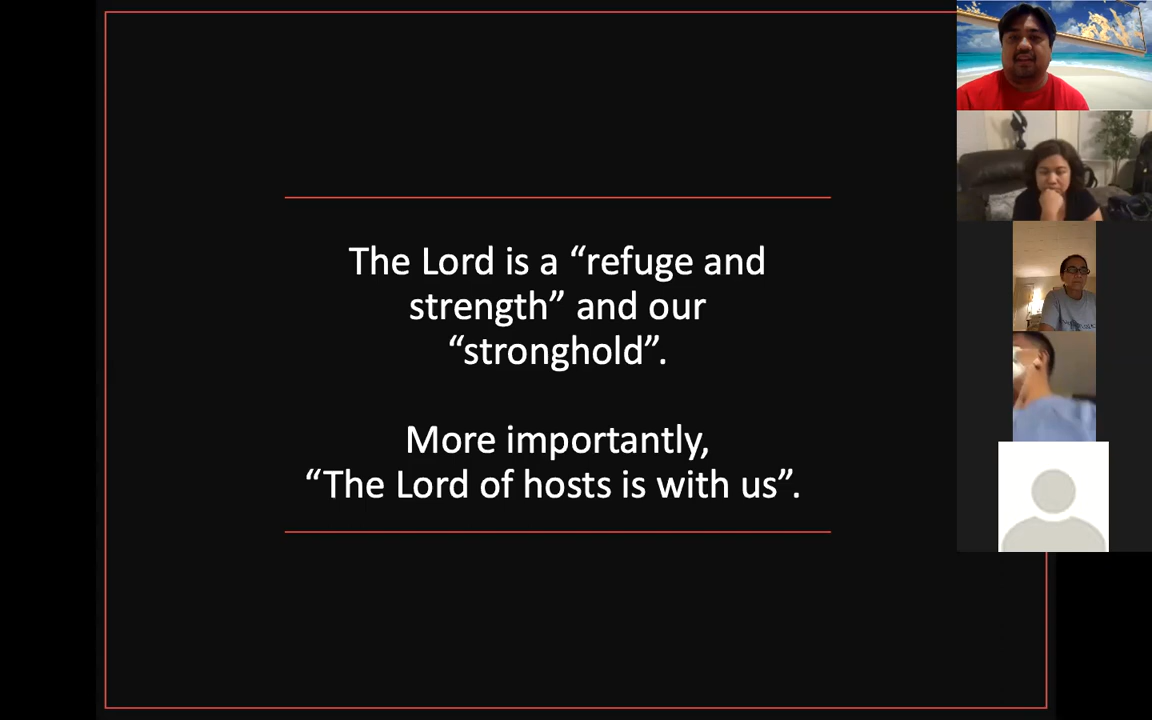 The Lord is a “refuge and
strength” and our
“stronghold”.
More importantly,
“The Lord of hosts is with us”.